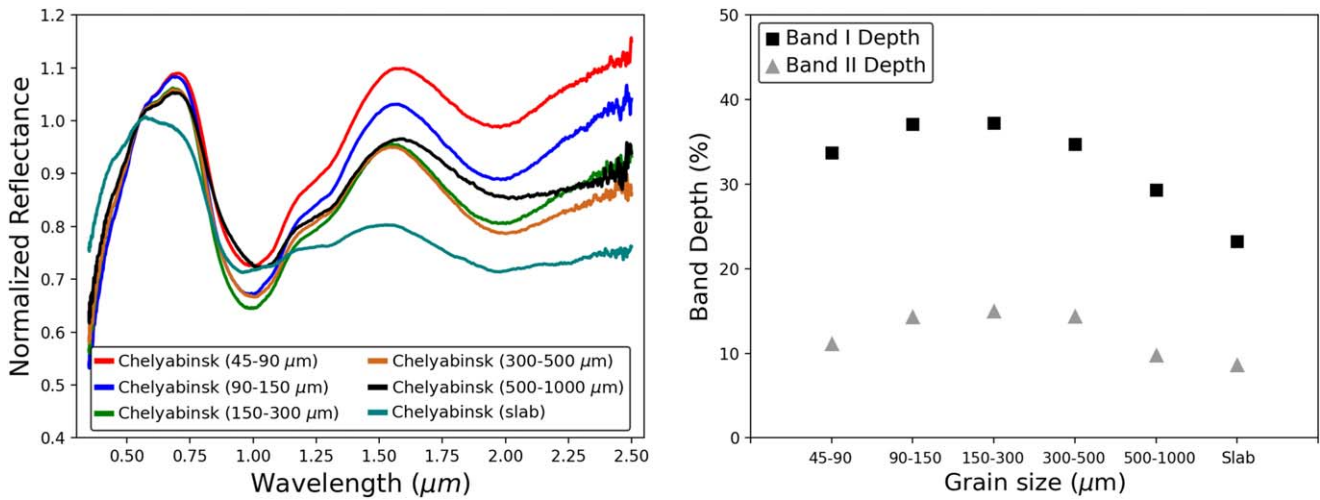 1.2
1.1
1.0
0.9
0.8
0.7
0.6
0.5
0.4
Normalized Reflectance
Chelyabinsk (45-90 μm)
Chelyabinsk (90-150 μm)
Chelyabinsk (150-300 μm)
Chelyabinsk (300-500 μm)
Chelyabinsk (500-1000 μm)
Chelyabinsk (slab)
0.50 0.75 1.00 1.25 1.50 1.75 2.00 2.25 2.50
Wavelength (μm)
50
40
30
20
10
0
Band Depth (%)
Band I Depth
Band II Depth
45-90 90-150 150-300 300-500 500-1000 Slab
Grain size (μm)